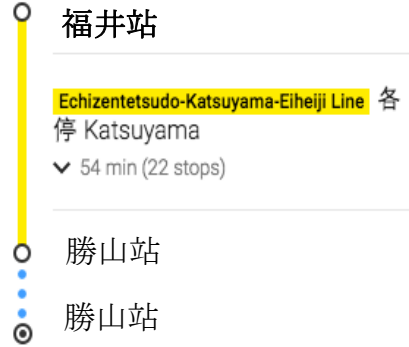 福井站
Echizentetsudo-Katsuyama-Eiheiji Line 各
停 Katsuyama
54 min (22 stops)
勝山站
勝山站